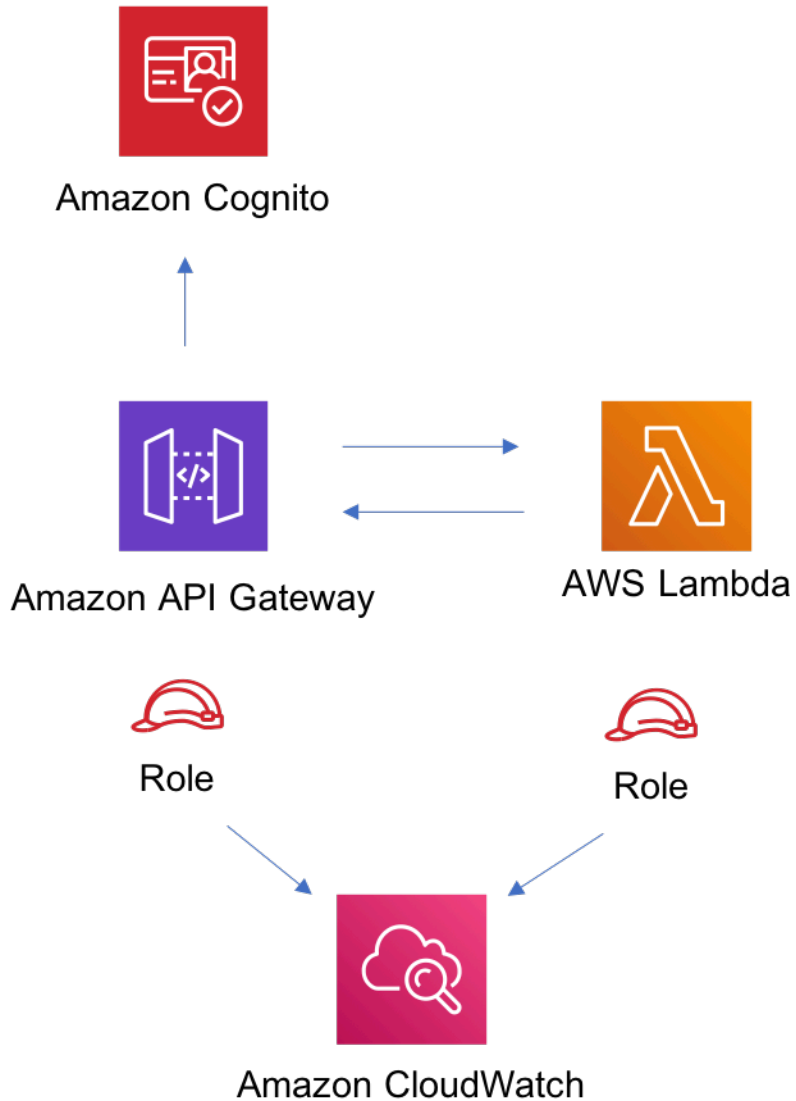 Amazon Cognito
</>
Amazon API Gateway
AWS Lambda
Role
Role
Amazon CloudWatch